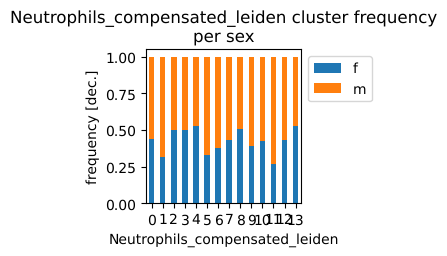 Neutrophils_compensated_leiden cluster frequency
per sex
frequency [dec.]
1.00
0.75
0.50
0.25
0.00
0 1 2 3 4 5 6 7 8 9 10 11 12 13
Neutrophils_compensated_leiden
f
m